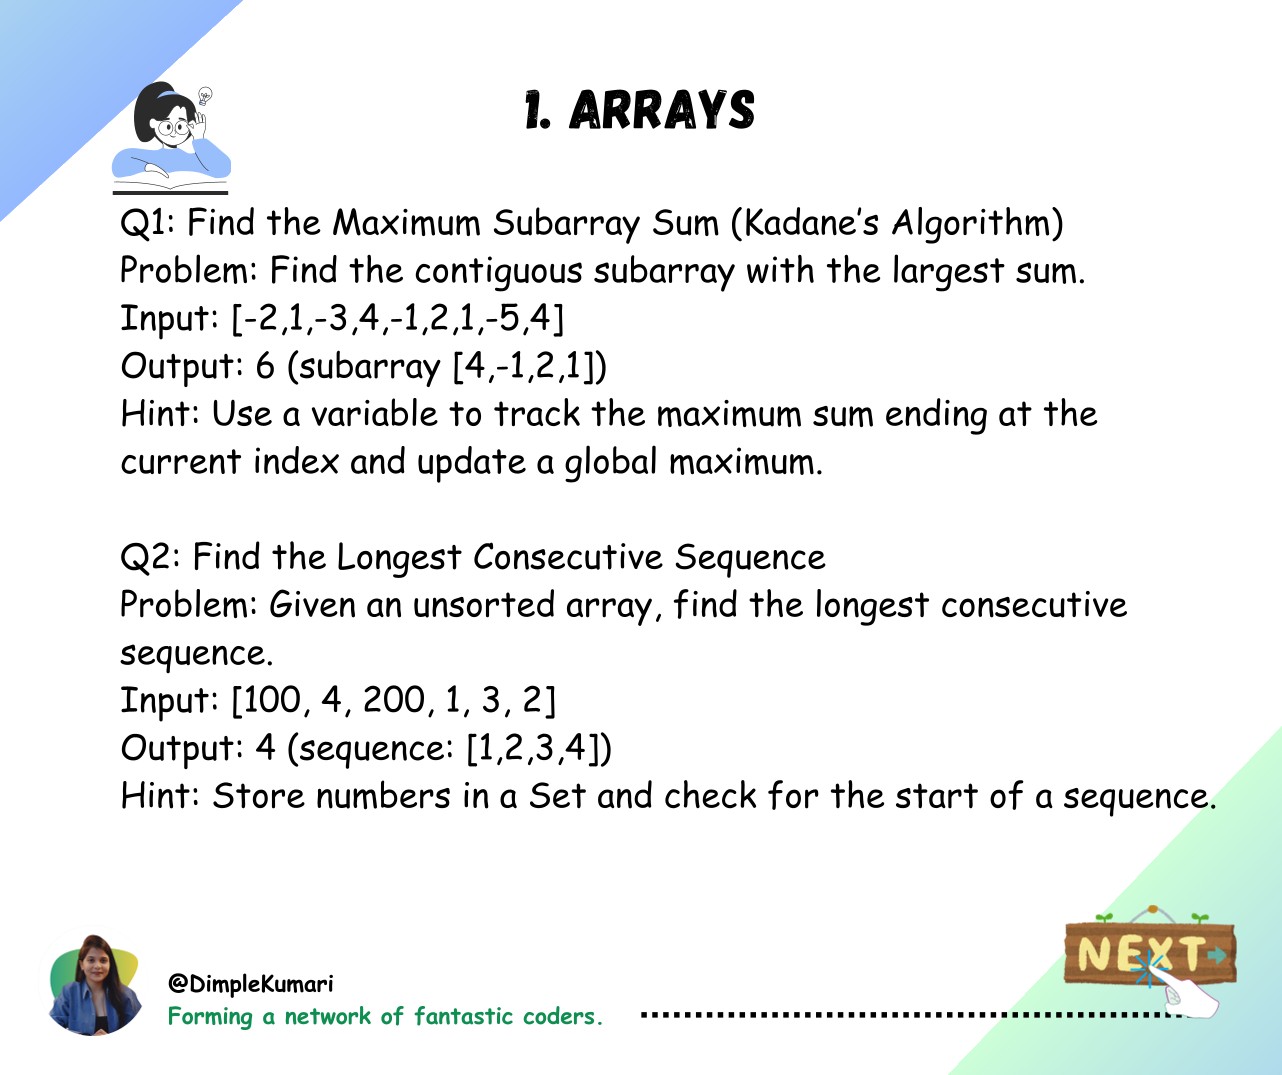 1. ARRAYS
Q1: Find the Maximum Subarray Sum (Kadane’s Algorithm)
Problem: Find the contiguous subarray with the largest sum.
Input: [-2,1,-3,4,-1,2,1,-5,4]
Output: 6 (subarray [4,-1,2,1])
Hint: Use a variable to track the maximum sum ending at the
current index and update a global maximum.
Q2: Find the Longest Consecutive Sequence
Problem: Given an unsorted array, find the longest consecutive
sequence.
Input: [100, 4, 200, 1, 3, 2]
Output: 4 (sequence: [1,2,3,4])
Hint: Store numbers in a Set and check for the start of a sequence.
NEXT
@DimpleKumari
Forming a network of fantastic coders.